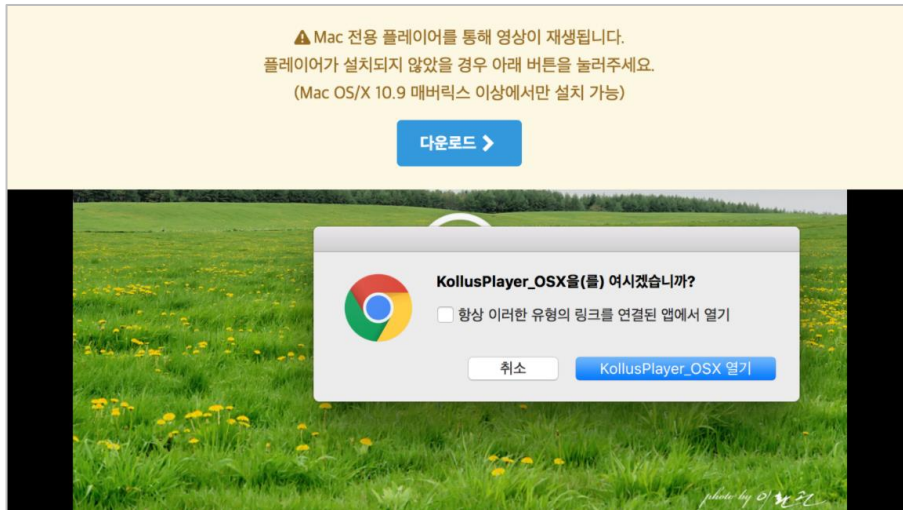 Mac 전용 플레이어를 통해 영상이 재생됩니다.
플레이어가 설치되지 않았을 경우 아래 버튼을 눌러주세요.
(Mac OS/X 10.9 매버릭스 이상에서만 설치 가능)
다운로드
KollusPlayer_OSX을(를) 여시겠습니까?
항상 이러한 유형의 링크를 연결된 앱에서 열기
취소
KollusPlayer_OSX 열기
photo by